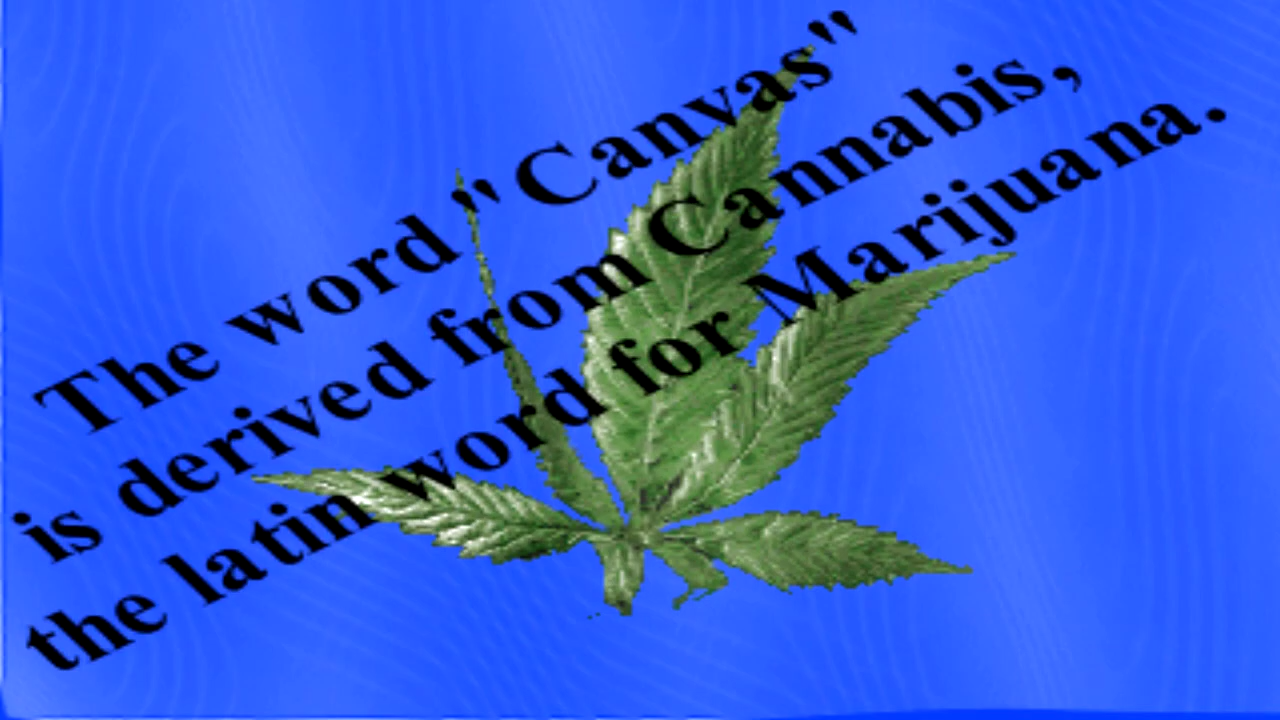 The word "Canvas"
is derived from Cannabis,
the latin word for Marijuana.